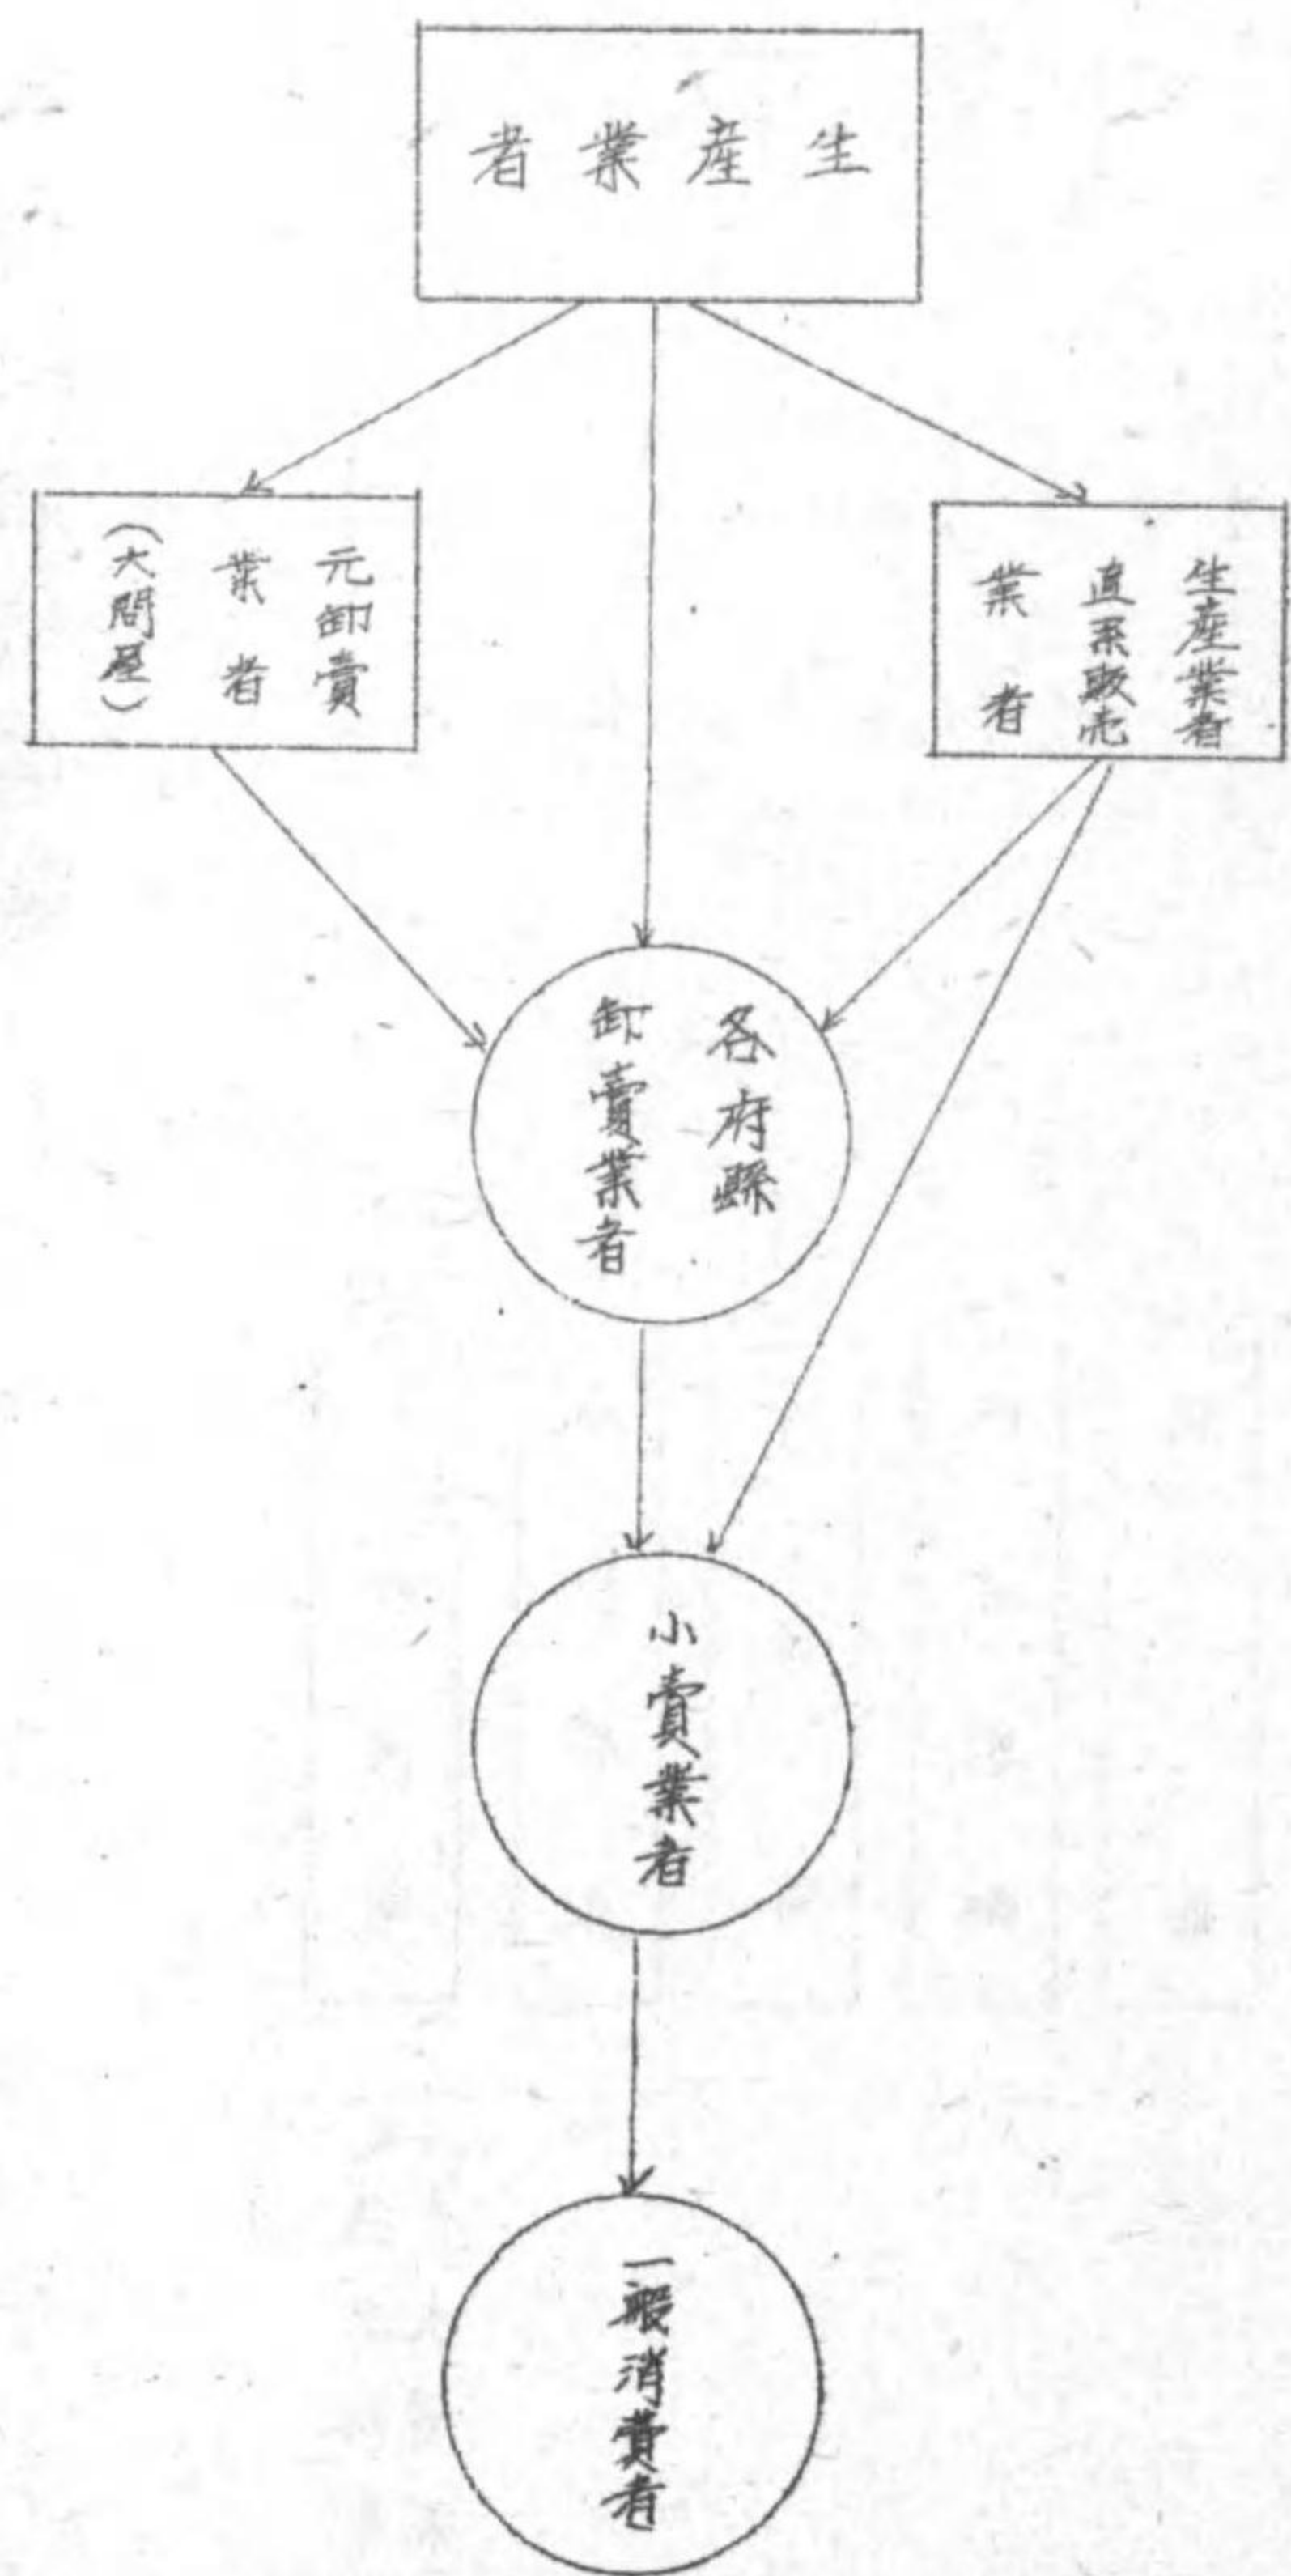 生産業者
生産業者
直系販売
業者
元卸賣
業者
(大問屋)
各府縣
卸賣業者
小賣業者
一般消費者